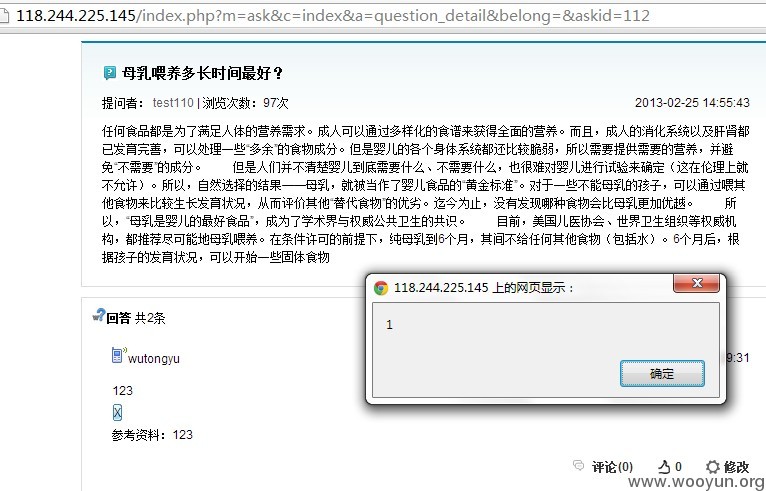 118.244.225.145/index.php?m=ask&c=index&a=question_detail&belong=&askid=112
母乳喂养多长时间最好？
提问者： test110 | 浏览次数：97次 2013-02-25 14:55:43
任何食品都是为了满足人体的营养需求。成人可以通过多样化的食谱来获得全面的营养。而且，成人的消化系统以及肝肾都
已发育完善，可以处理一些“多余”的食物成分。但是婴儿的各个身体系统都还比较脆弱，所以需要提供需要的营养，并避
免“不需要”的成分。 但是人们并不清楚婴儿到底需要什么、不需要什么，也很难对婴儿进行试验来确定（这在伦理上就
不允许）。所以，自然选择的结果——母乳，就被当作了婴儿食品的“黄金标准”。对于一些不能母乳的孩子，可以通过喂其
他食物来比较生长发育状况，从而评价其他“替代食物”的优劣。迄今为止，没有发现哪种食物会比母乳更加优越。 所
以，“母乳是婴儿的最好食品”，成为了学术界与权威公共卫生的共识。 目前，美国儿医协会、世界卫生组织等权威机
构，都推荐尽可能地母乳喂养。在条件许可的前提下，纯母乳到6个月，其间不给任何其他食物（包括水）。6个月后，根
据孩子的发育状况，可以开始一些固体食物
118.244.225.145 上的网页显示：
1
确定
回答 共2条
wutongyu 9:31
123
X
参考资料：123
评论(0) 0 修改
www.wooyun.org